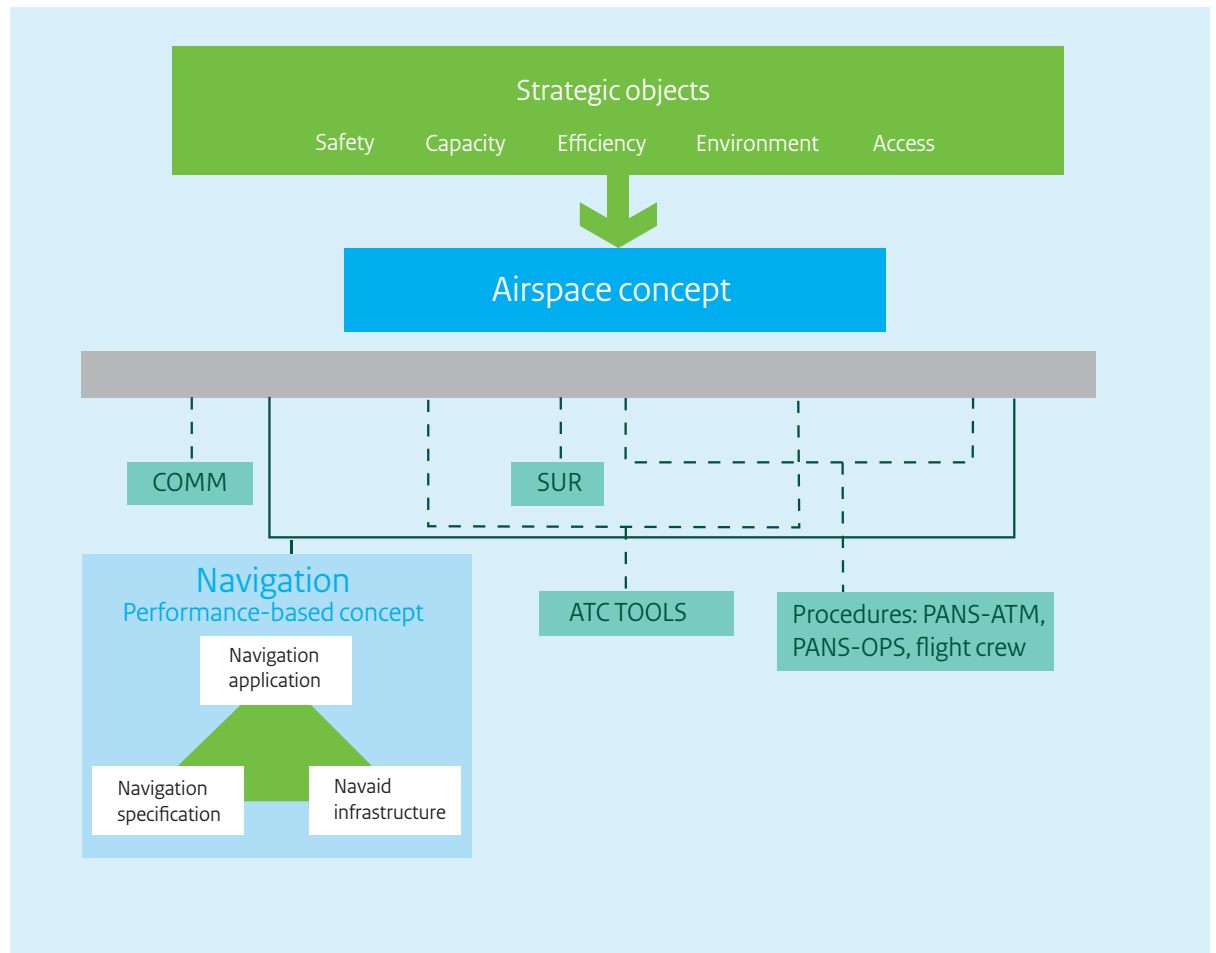 Strategic objects
Safety Capacity Efficiency Environment Access
Airspace concept
COMM
SUR
Navigation
Performance-based concept
Navigation
application
Navigation
specification
Navaid
infrastructure
ATC TOOLS
Procedures: PANS-ATM,
PANS-OPS, flight crew